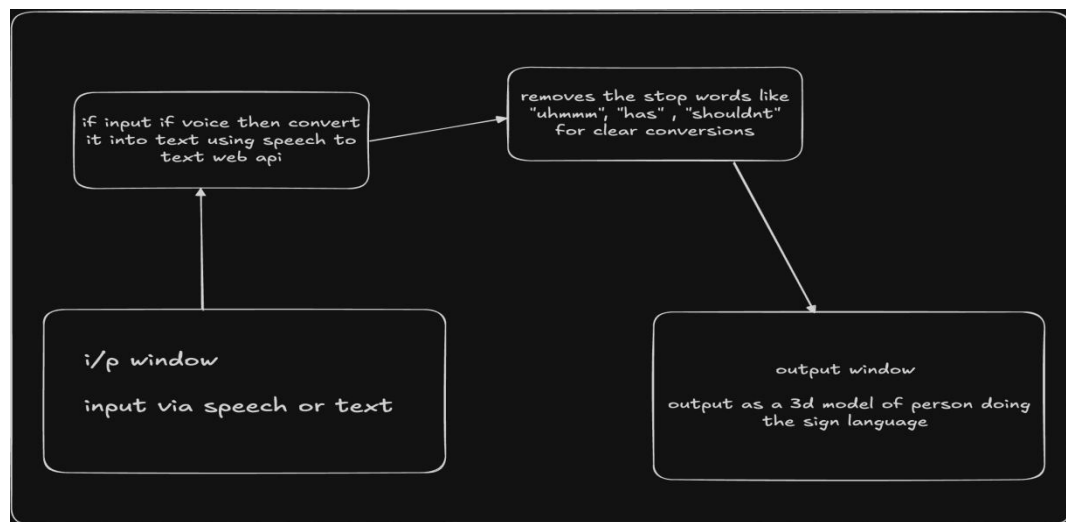 if input if voice then convert
it into text using speech to
text web api
removes the stop words like
"uhmmm", "has" , "shouldnt"
for clear conversions
i/p window
input via speech or text
output window
output as a 3d model of person doing
the sign language